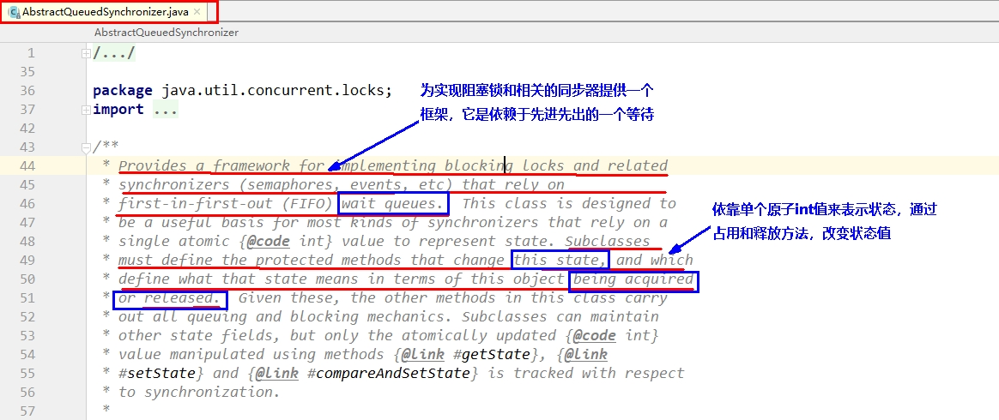 AbstractQueuedSynchronizer.java
AbstractQueuedSynchronizer
1 /.../
35
36 package java.util.concurrent.locks;
37 import ...
为实现阻塞锁和相关的同步器提供一个
框架，它是依赖于先进先出的一个等待
42
43 /**
44 * Provides a framework for implementing blocking locks and related
45 * synchronizers (semaphores, events, etc) that rely on
46 * first-in-first-out (FIFO) wait queues. This class is designed to
47 * be a useful basis for most kinds of synchronizers that rely on a
48 * single atomic {@code int} value to represent state. Subclasses
49 * must define the protected methods that change this state, and which
50 * define what that state means in terms of this object being acquired
51 * or released. Given these, the other methods in this class carry
52 * out all queuing and blocking mechanics. Subclasses can maintain
53 * other state fields, but only the atomically updated {@code int}
54 * value manipulated using methods {@link #getState}, {@link
55 * #setState} and {@link #compareAndSetState} is tracked with respect
56 * to synchronization.
57 *
依靠单个原子int值来表示状态，通过
占用和释放方法，改变状态值